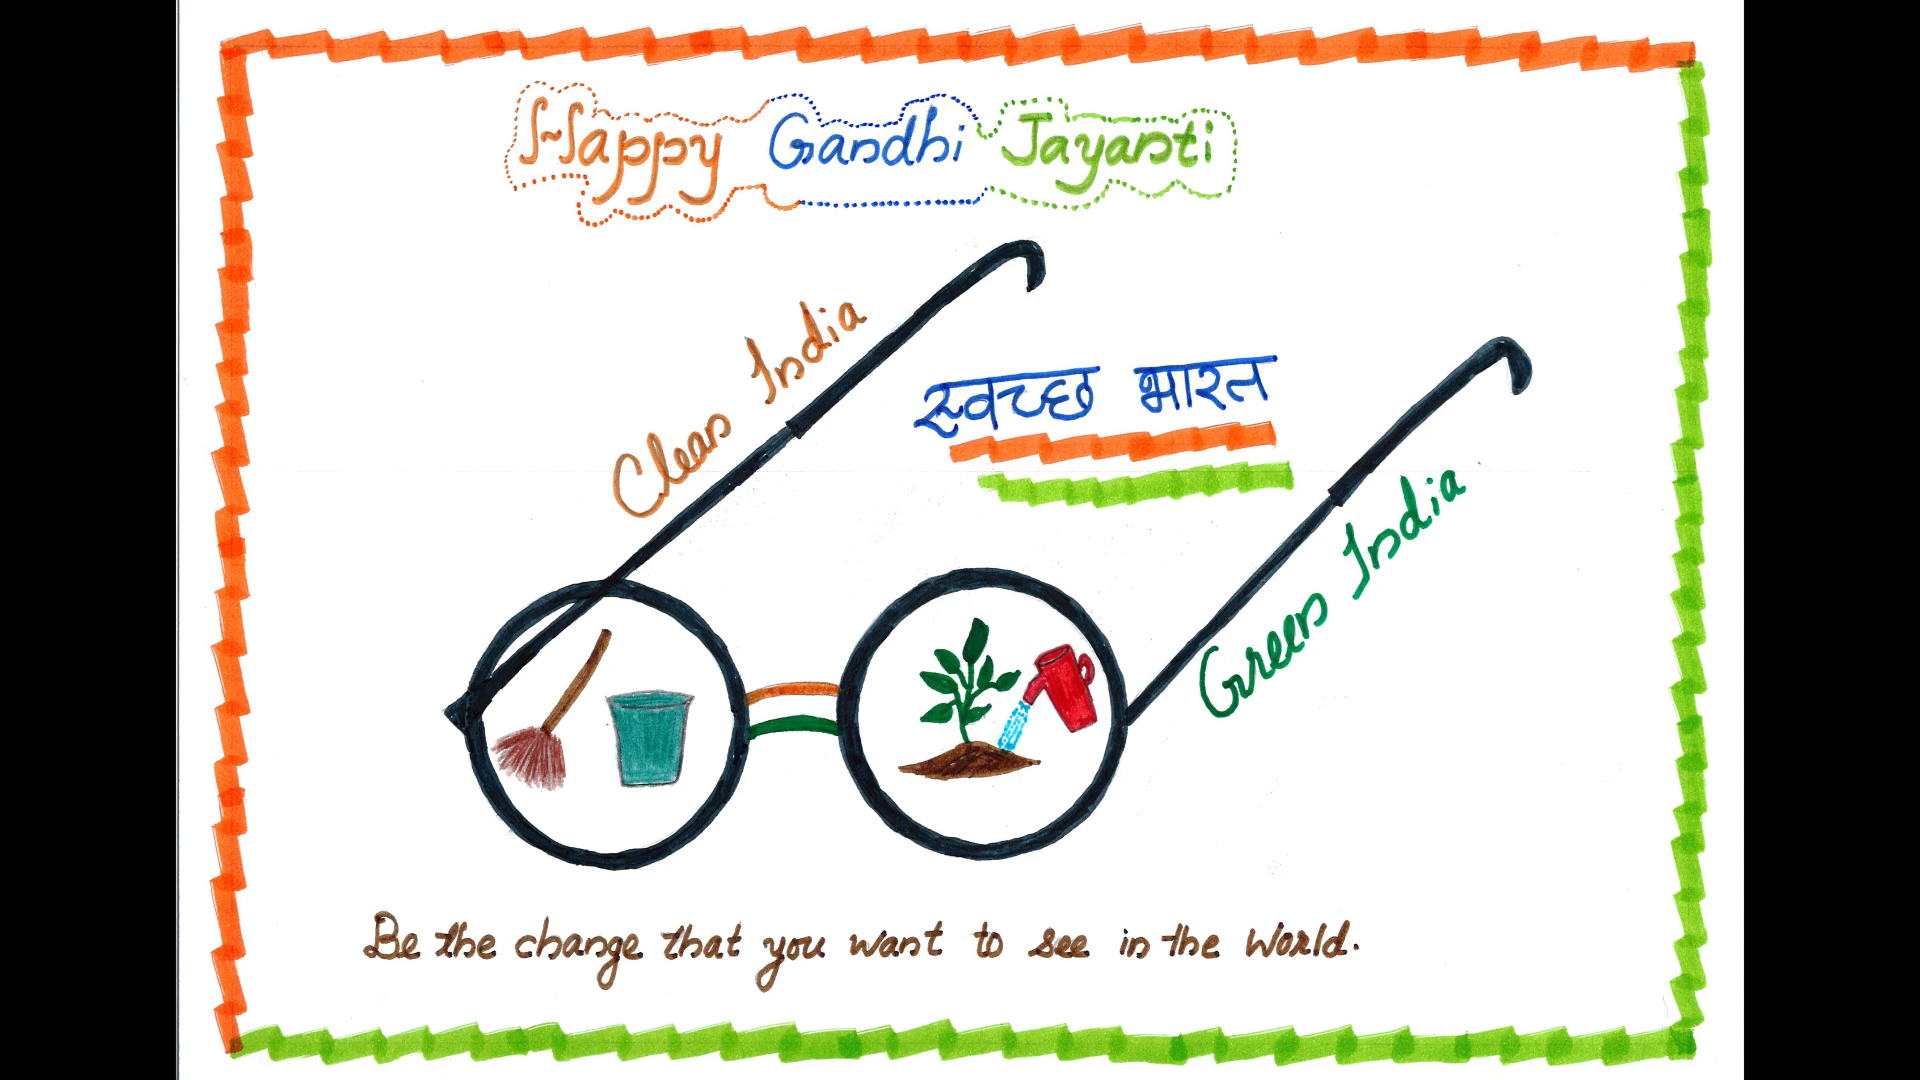 Happy Gandhi Jayanti
Clean India
स्वच्छ भारत
Green India
Be the change that you want to see in the world.